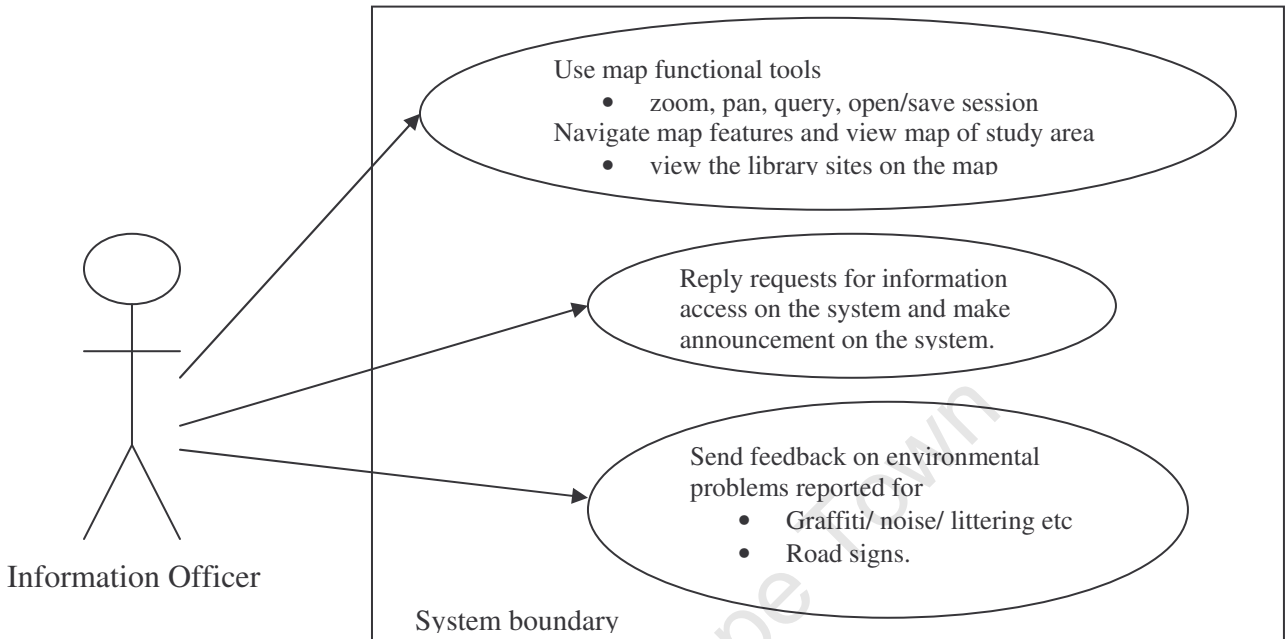 Use map functional tools
• zoom, pan, query, open/save session
Navigate map features and view map of study area
• view the library sites on the map
Reply requests for information
access on the system and make
announcement on the system.
Send feedback on environmental
problems reported for
• Graffiti/ noise/ littering etc
• Road signs.
Information Officer
System boundary
Town